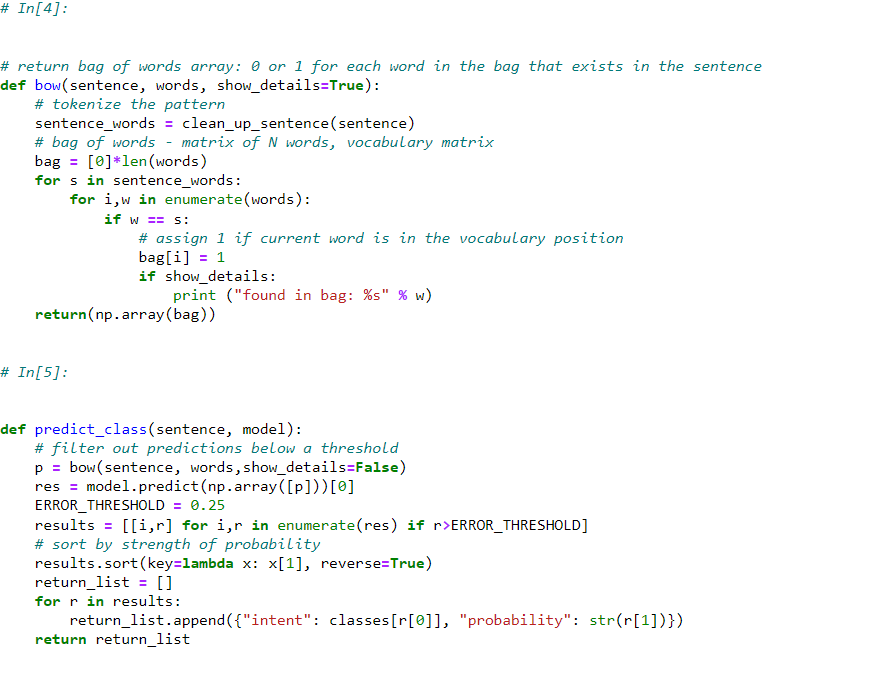 # In[4]:
# return bag of words array: 0 or 1 for each word in the bag that exists in the sentence
def bow(sentence, words, show_details=True):
    # tokenize the pattern
    sentence_words = clean_up_sentence(sentence)
    # bag of words - matrix of N words, vocabulary matrix
    bag = [0]*len(words)
    for s in sentence_words:
        for i,w in enumerate(words):
            if w == s:
                # assign 1 if current word is in the vocabulary position
                bag[i] = 1
                if show_details:
                    print ("found in bag: %s" % w)
    return(np.array(bag))
# In[5]:
def predict_class(sentence, model):
    # filter out predictions below a threshold
    p = bow(sentence, words,show_details=False)
    res = model.predict(np.array([p]))[0]
    ERROR_THRESHOLD = 0.25
    results = [[i,r] for i,r in enumerate(res) if r>ERROR_THRESHOLD]
    # sort by strength of probability
    results.sort(key=lambda x: x[1], reverse=True)
    return_list = []
    for r in results:
        return_list.append({"intent": classes[r[0]], "probability": str(r[1])})
    return return_list